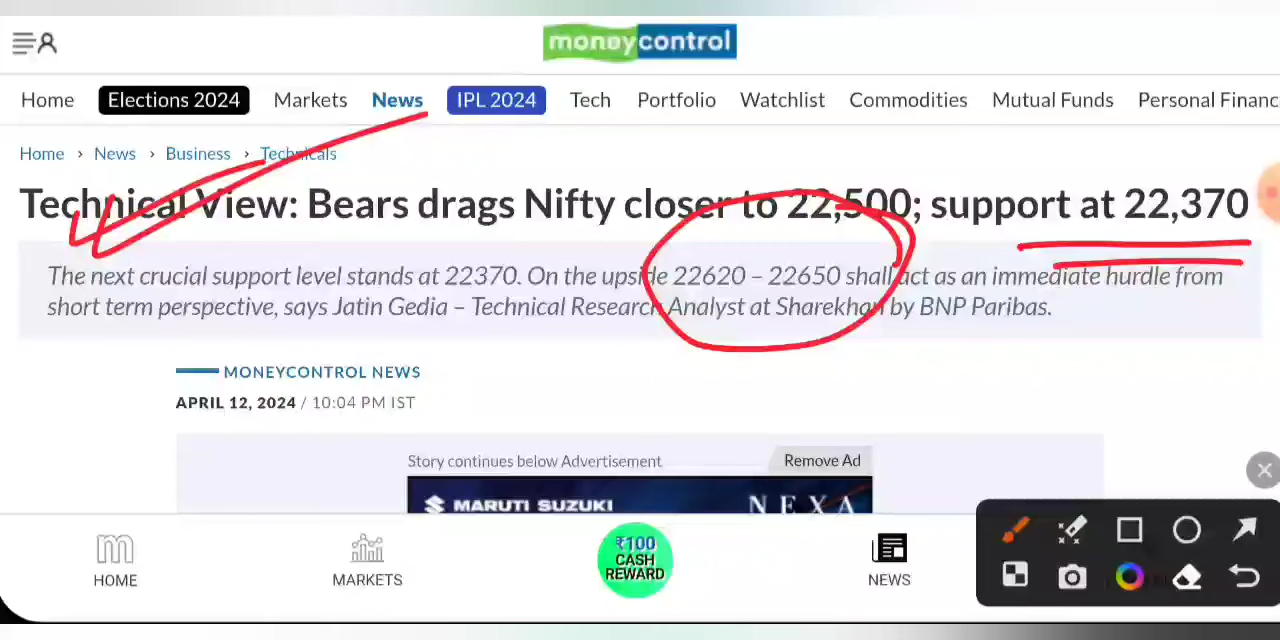 moneycontrol
Home Elections 2024 Markets News IPL 2024 Tech Portfolio Watchlist Commodities Mutual Funds Personal Financ
Home › News › Business › Technicals
Technical View: Bears drags Nifty closer to 22,500; support at 22,370
The next crucial support level stands at 22370. On the upside 22620 – 22650 shall act as an immediate hurdle from
short term perspective, says Jatin Gedia – Technical Research Analyst at Sharekhan by BNP Paribas.
MONEYCONTROL NEWS
APRIL 12, 2024 / 10:04 PM IST
Story continues below Advertisement
Remove Ad
MARUTI SUZUKI NEXA
₹100
CASH
REWARD
HOME MARKETS NEWS